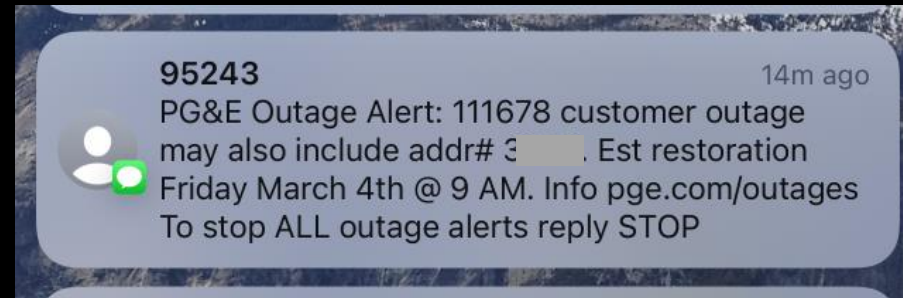 95243
14m ago
PG&E Outage Alert: 111678 customer outage
may also include addr# 3 . Est restoration
Friday March 4th @ 9 AM. Info pge.com/outages
To stop ALL outage alerts reply STOP